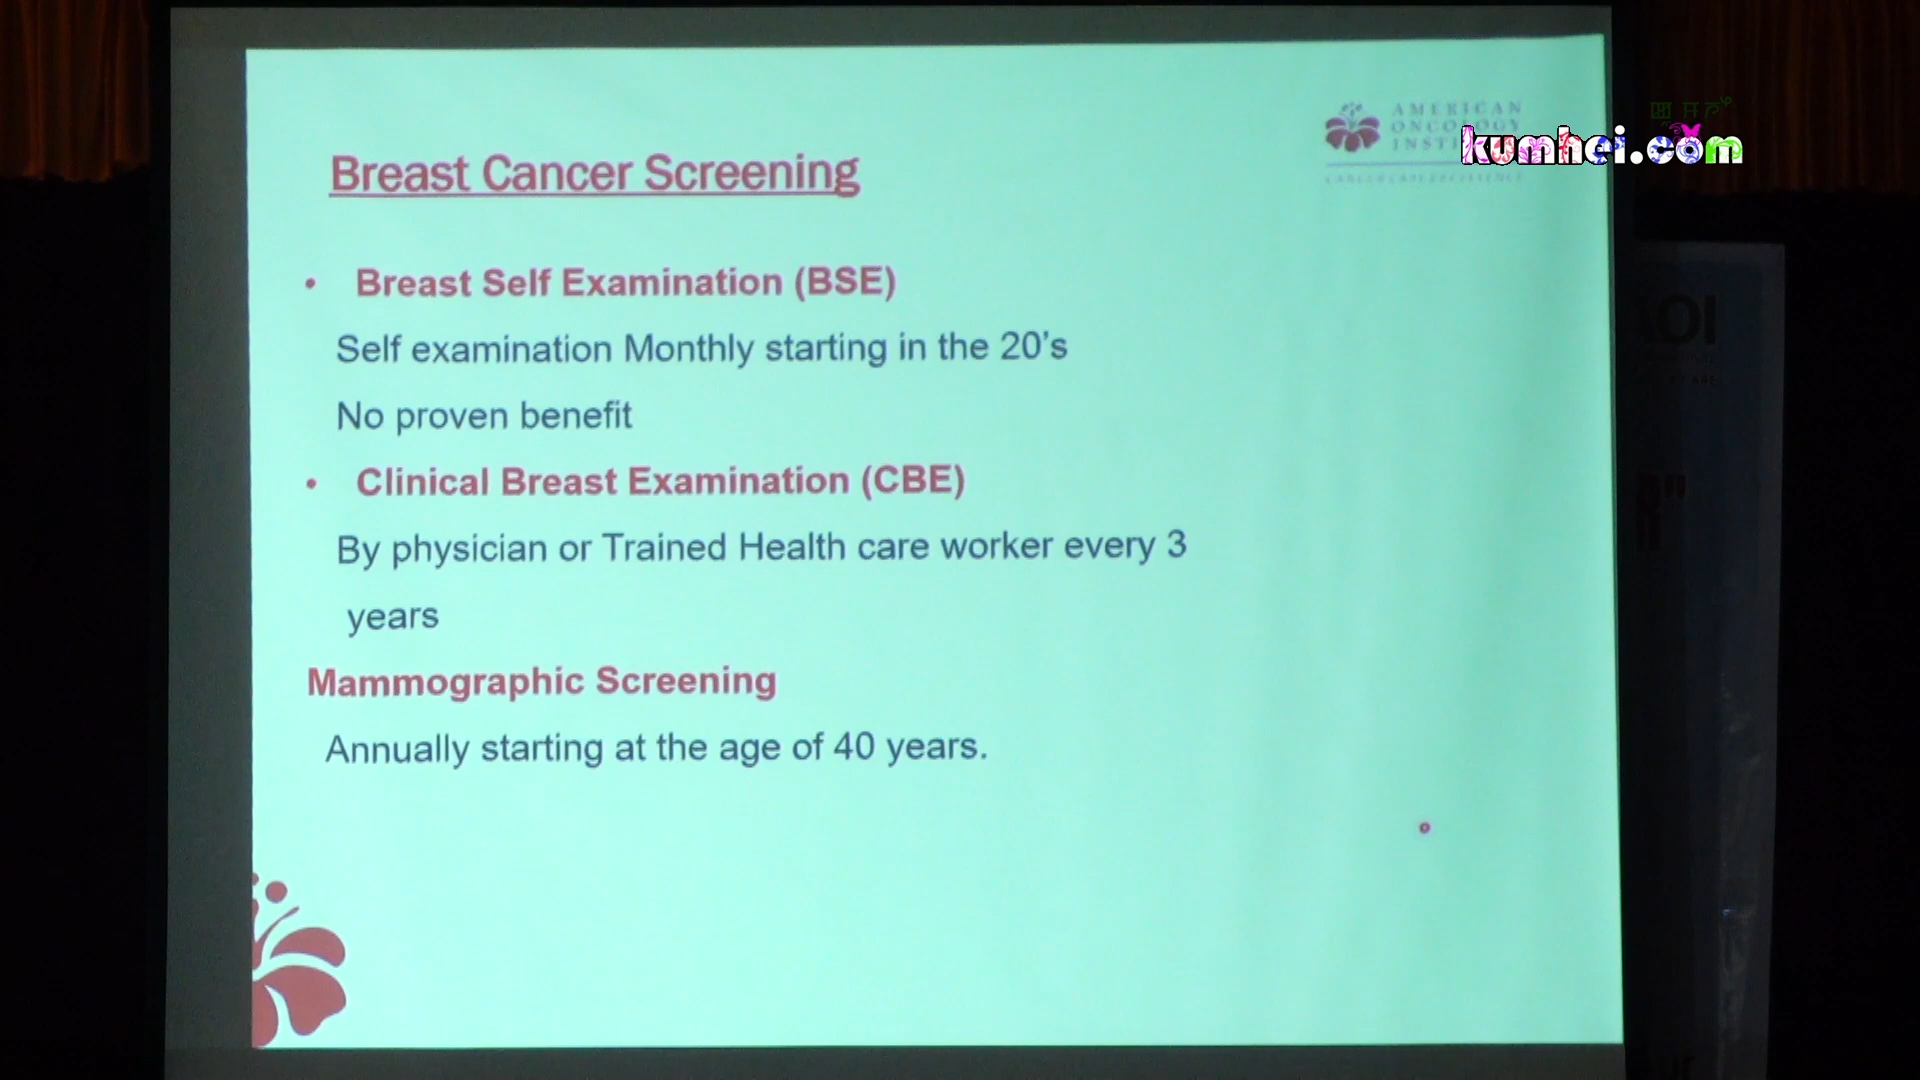 AMERICAN
ONCOLOGY
kumhei.com
Breast Cancer Screening
• Breast Self Examination (BSE)
Self examination Monthly starting in the 20's
No proven benefit
• Clinical Breast Examination (CBE)
By physician or Trained Health care worker every 3
years
Mammographic Screening
Annually starting at the age of 40 years.
AOI